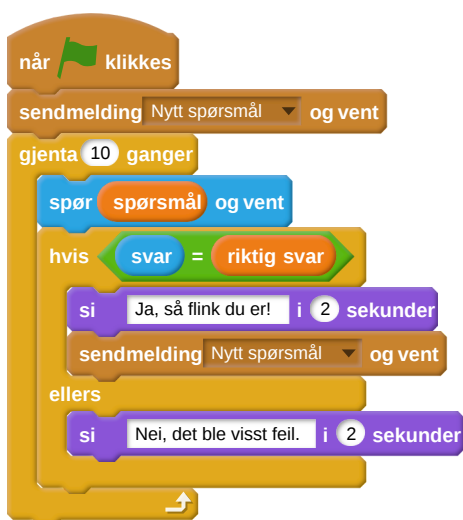 når klikkes
sendmelding Nytt spørsmål og vent
gjenta 10 ganger
spør spørsmål og vent
hvis svar = riktig svar
si Ja, så flink du er! i 2 sekunder
sendmelding Nytt spørsmål og vent
ellers
si Nei, det ble visst feil. i 2 sekunder